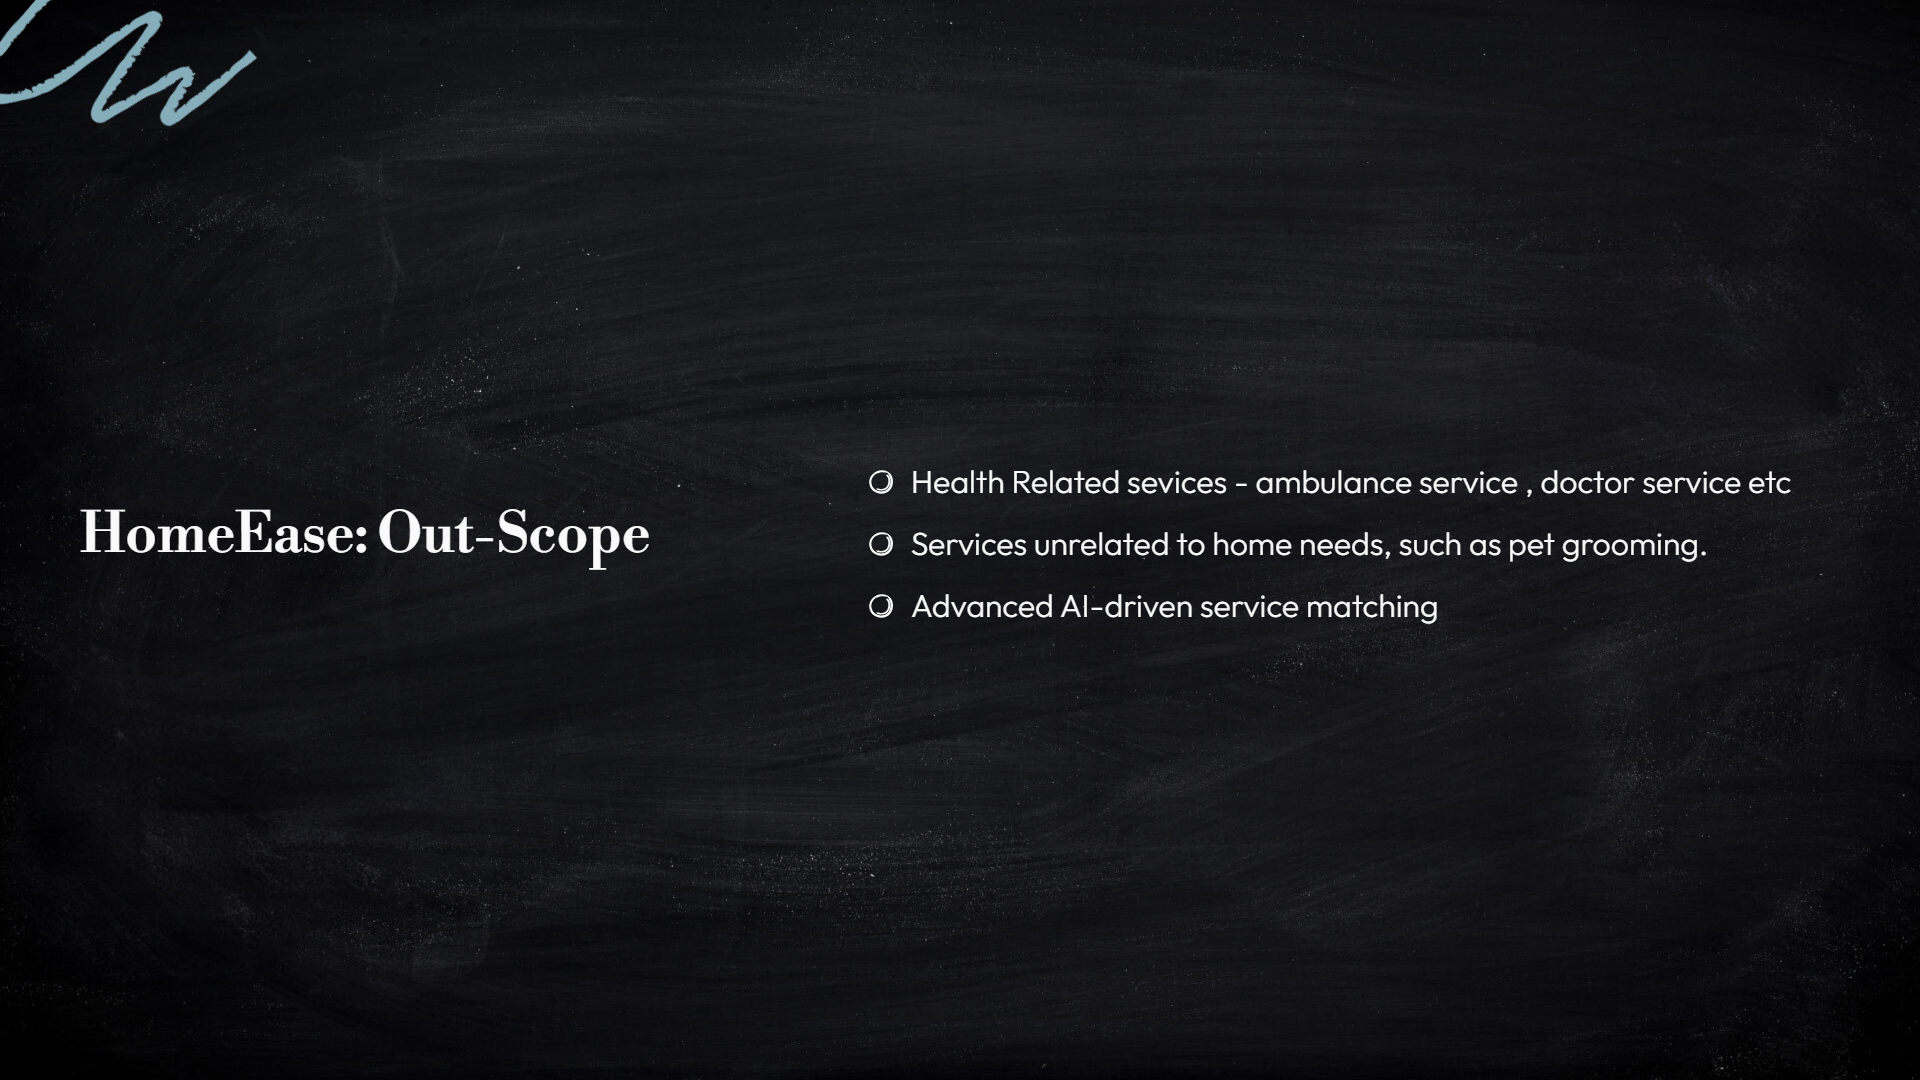 HomeEase: Out-Scope
Health Related sevices - ambulance service , doctor service etc
Services unrelated to home needs, such as pet grooming.
Advanced AI-driven service matching